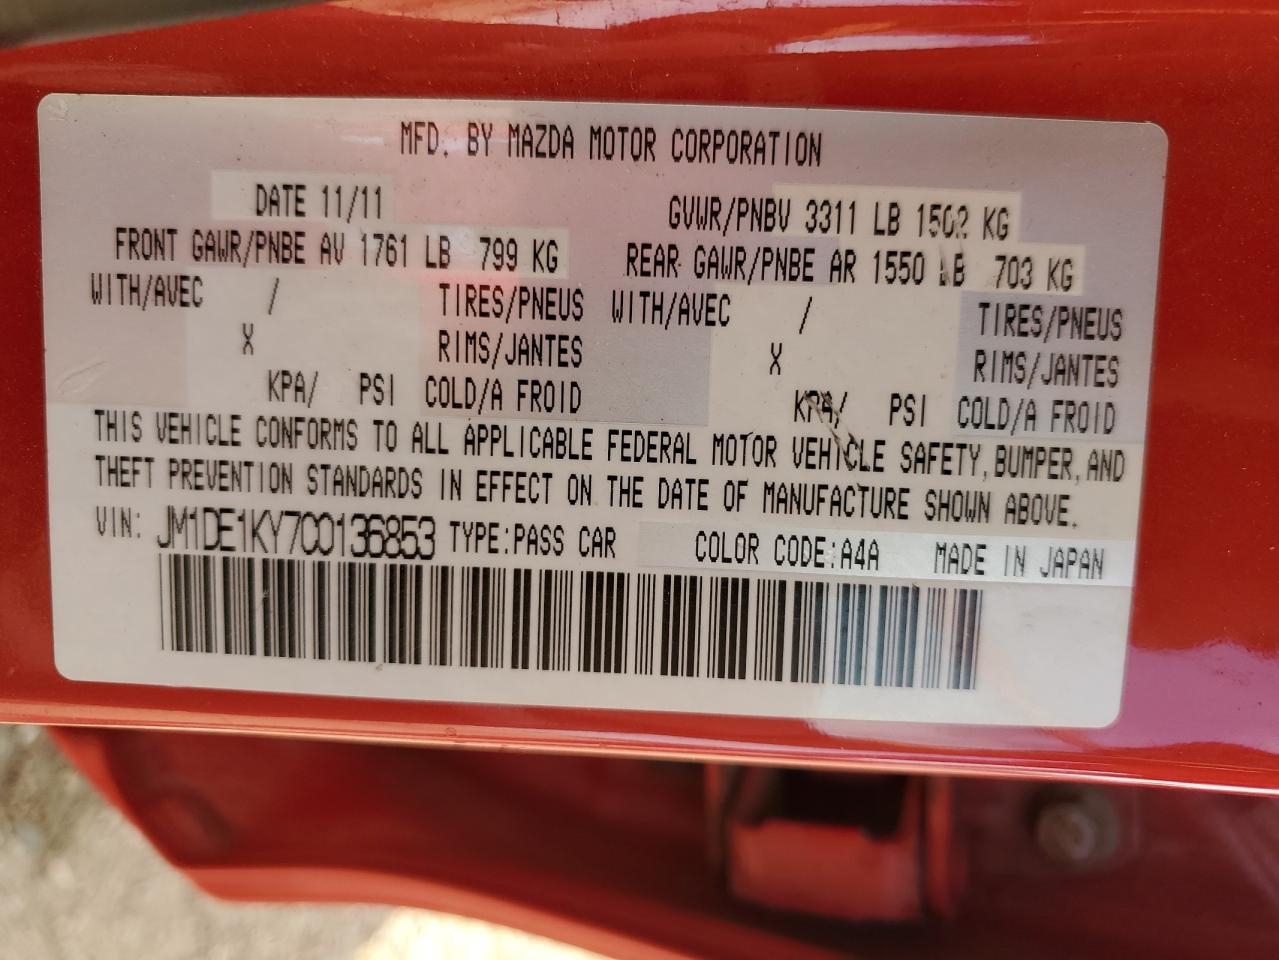 MFD. BY MAZDA MOTOR CORPORATION
DATE 11/11 GVWR/PNBV 3311 LB 1502 KG
FRONT GAWR/PNBE AV 1761 LB 799 KG REAR GAWR/PNBE AR 1550 LB 703 KG
WITH/AVEC / TIRES/PNEUS WITH/AVEC / TIRES/PNEUS
X RIMS/JANTES X RIMS/JANTES
KPA/ PSI COLD/A FROID KPA/ PSI COLD/A FROID
THIS VEHICLE CONFORMS TO ALL APPLICABLE FEDERAL MOTOR VEHICLE SAFETY, BUMPER, AND
THEFT PREVENTION STANDARDS IN EFFECT ON THE DATE OF MANUFACTURE SHOWN ABOVE.
VIN: JM1DE1KY7C0136853 TYPE:PASS CAR COLOR CODE:A4A MADE IN JAPAN